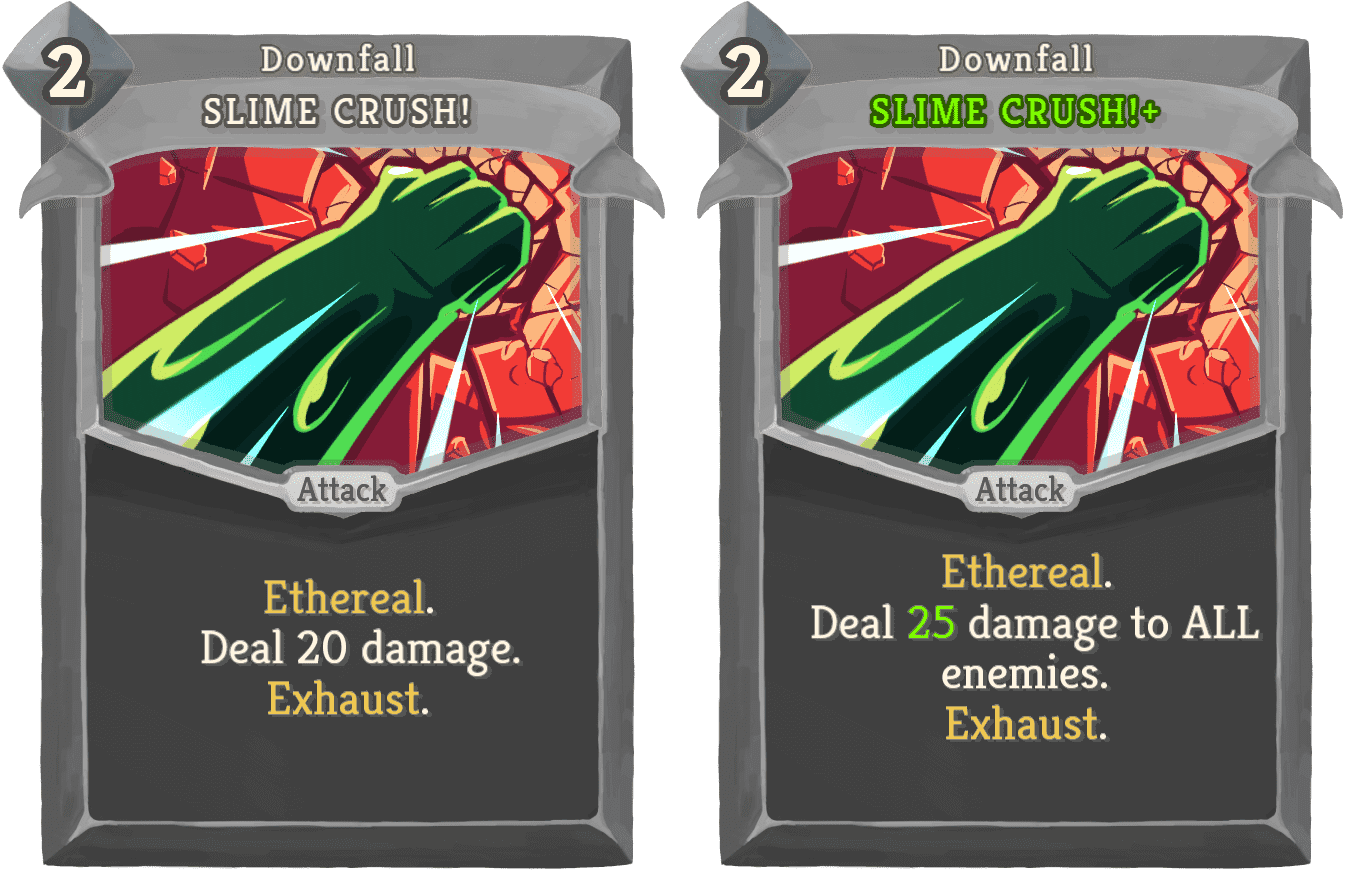 2
Downfall
SLIME CRUSH!
Attack
Ethereal.
Deal 20 damage.
Exhaust.
2
Downfall
SLIME CRUSH!+
Attack
Ethereal.
Deal 25 damage to ALL
enemies.
Exhaust.